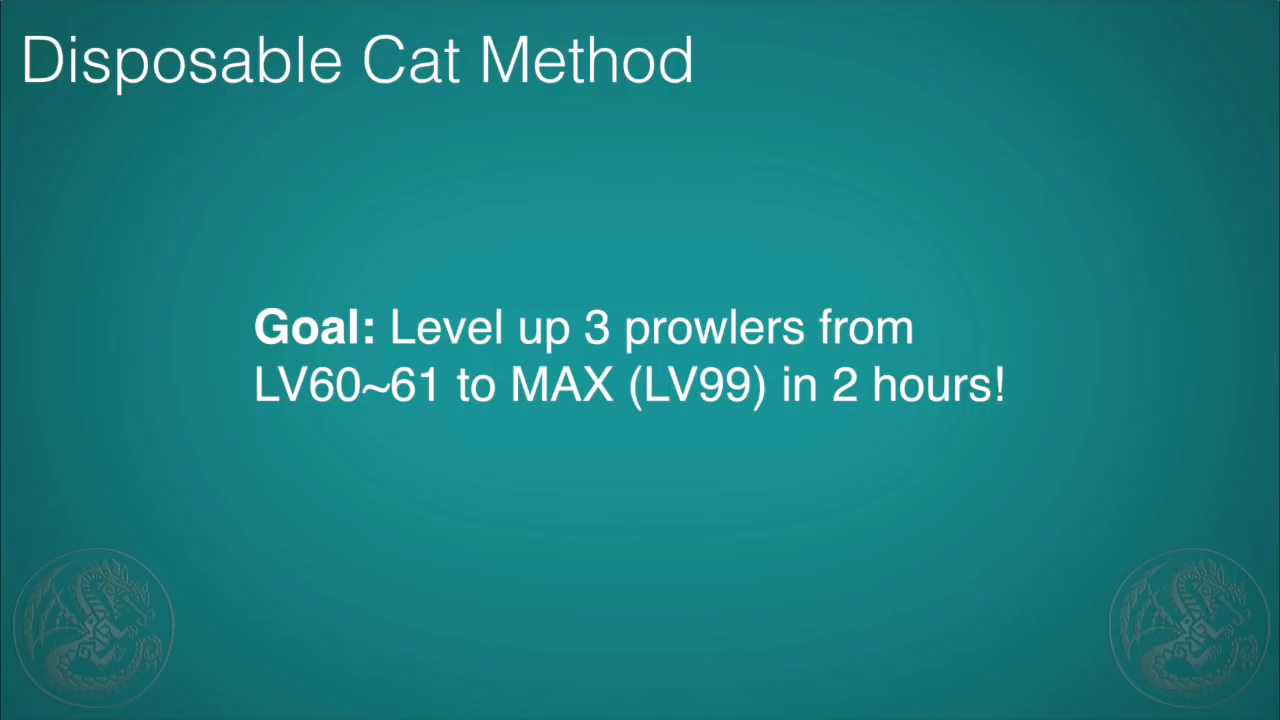 Disposable Cat Method
Goal: Level up 3 prowlers from
LV60~61 to MAX (LV99) in 2 hours!